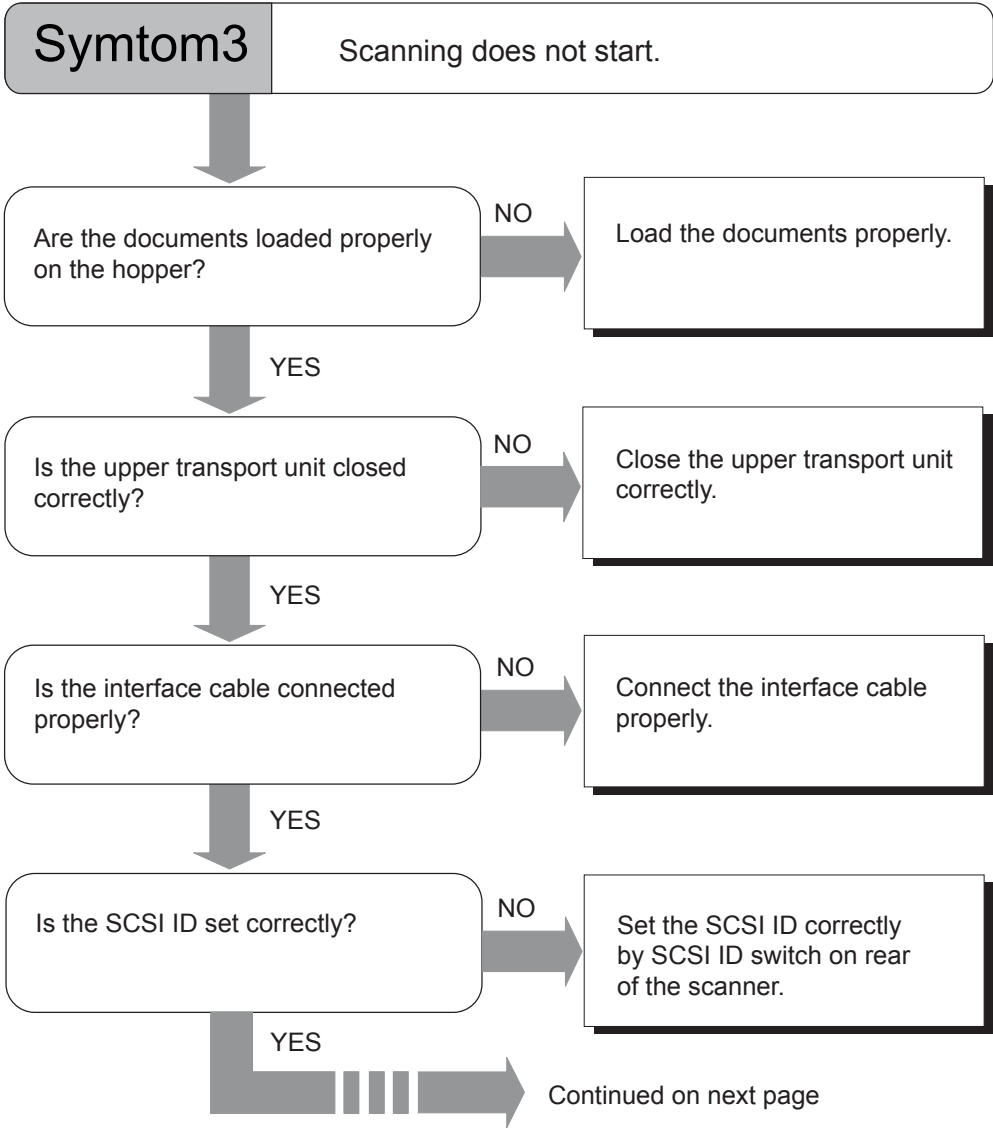 Symtom3
Scanning does not start.
Are the documents loaded properly
on the hopper?
NO
Load the documents properly.
YES
Is the upper transport unit closed
correctly?
NO
Close the upper transport unit
correctly.
YES
Is the interface cable connected
properly?
NO
Connect the interface cable
properly.
YES
Is the SCSI ID set correctly?
NO
Set the SCSI ID correctly
by SCSI ID switch on rear
of the scanner.
YES
Continued on next page